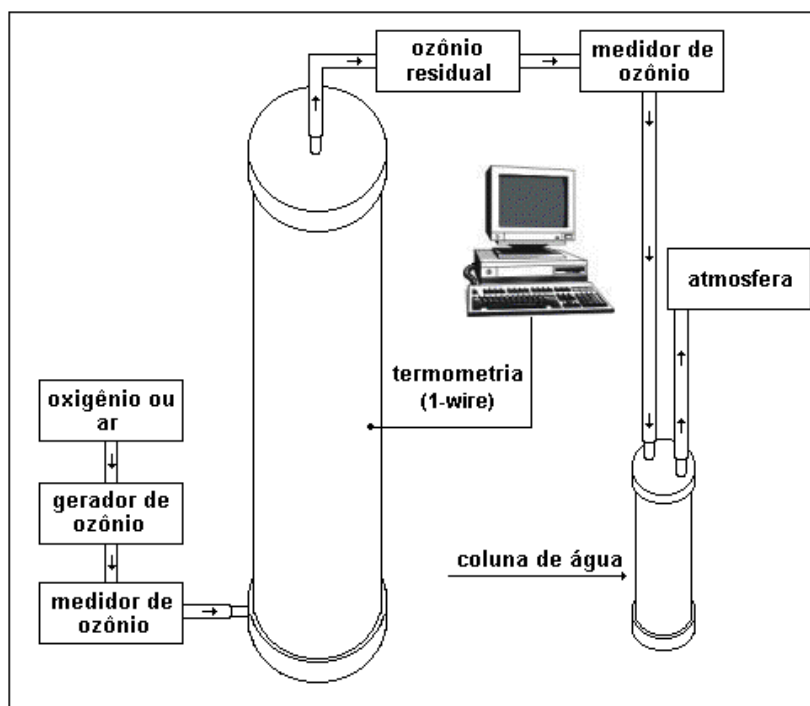 ozônio
residual
medidor de
ozônio
atmosfera
termometria
(1-wire)
oxigênio ou
ar
gerador de
ozônio
medidor de
ozônio
coluna de água